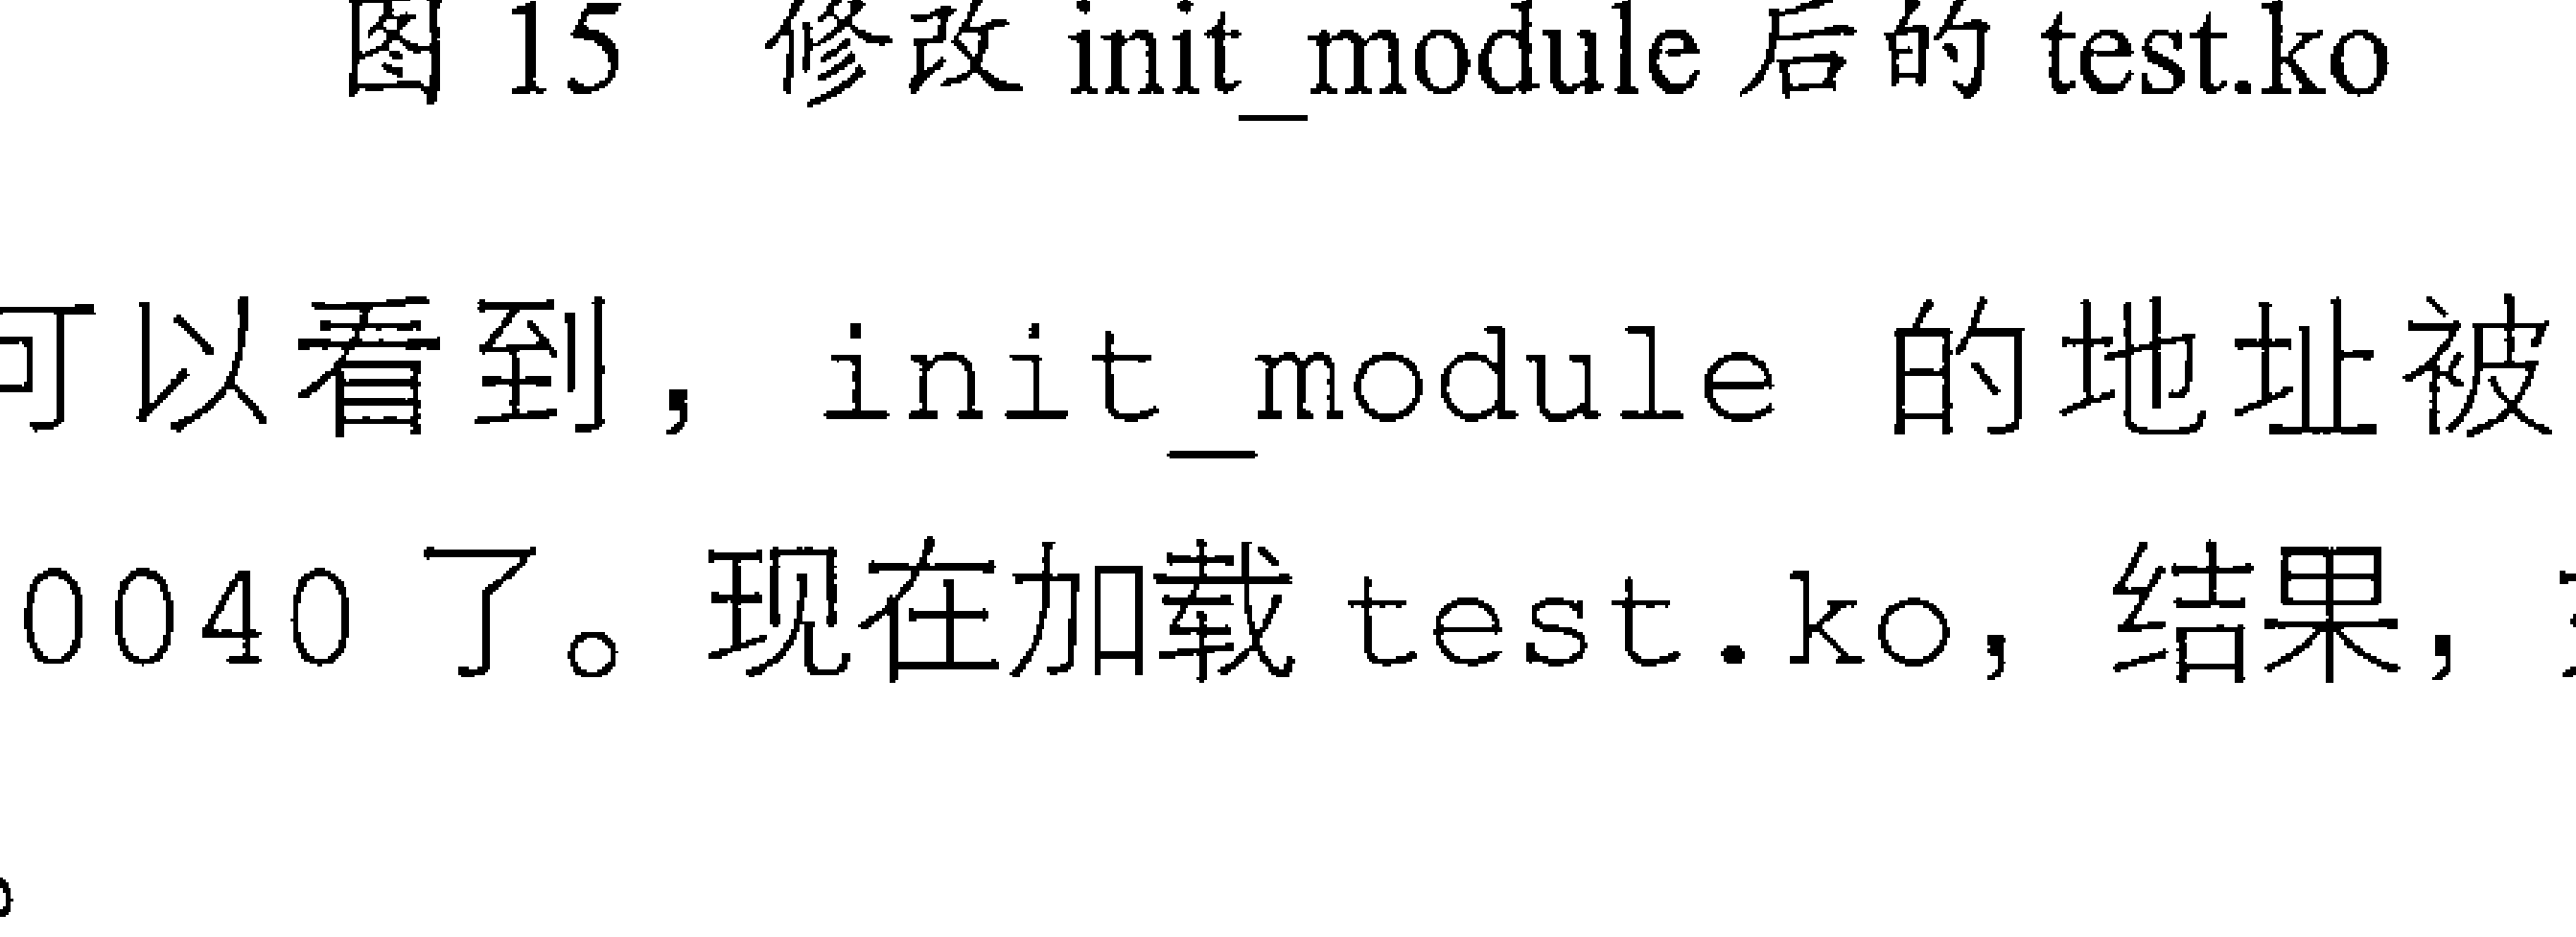 图 15 修改 init_module 后的 test.ko
可以看到，init_module 的地址被
0040 了。现在加载 test.ko，结果，
。